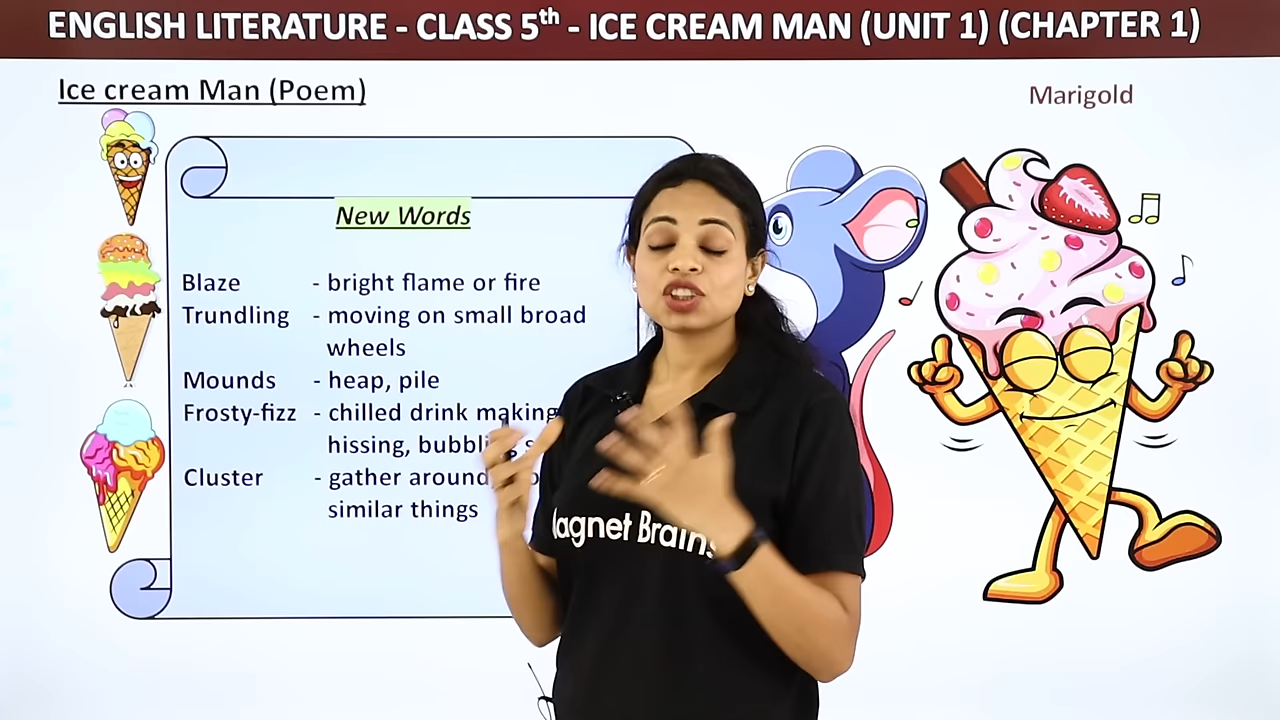 ENGLISH LITERATURE - CLASS 5th - ICE CREAM MAN (UNIT 1) (CHAPTER 1)
Ice cream Man (Poem)
Marigold
New Words
Blaze - bright flame or fire
Trundling - moving on small broad
wheels
Mounds - heap, pile
Frosty-fizz - chilled drink making
hissing,
Cluster - gather around,
similar things
agnet Brains